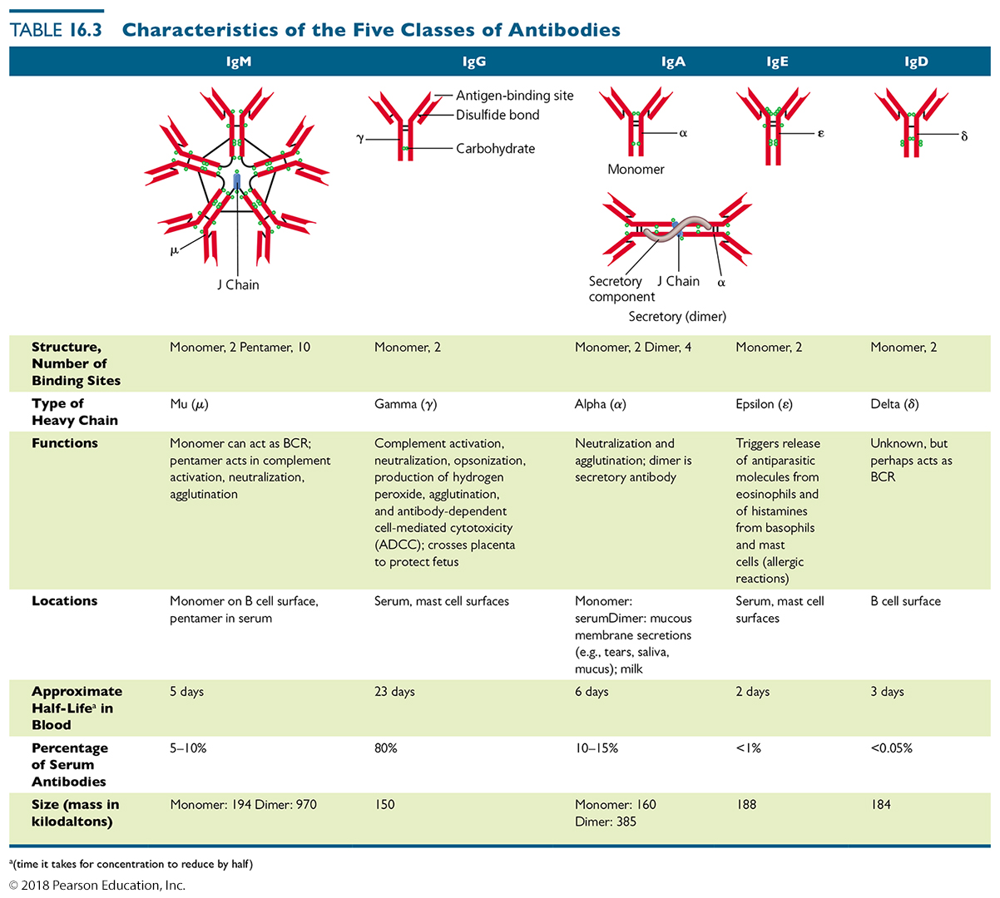 TABLE 16.3 Characteristics of the Five Classes of Antibodies
IgM IgG IgA IgE IgD
Antigen-binding site
Disulfide bond
γ
Carbohydrate
α
Monomer
ε
δ
μ
J Chain
Secretory
component
J Chain
α
Secretory (dimer)
Structure,
Number of
Binding Sites
Monomer, 2 Pentamer, 10
Monomer, 2
Monomer, 2 Dimer, 4
Monomer, 2
Monomer, 2
Type of
Heavy Chain
Mu (μ)
Gamma (γ)
Alpha (α)
Epsilon (ε)
Delta (δ)
Functions
Monomer can act as BCR;
pentamer acts in complement
activation, neutralization,
agglutination
Complement activation,
neutralization, opsonization,
production of hydrogen
peroxide, agglutination,
and antibody-dependent
cell-mediated cytotoxicity
(ADCC); crosses placenta
to protect fetus
Neutralization and
agglutination; dimer is
secretory antibody
Triggers release
of antiparasitic
molecules from
eosinophils and
of histamines
from basophils
and mast
cells (allergic
reactions)
Unknown, but
perhaps acts as
BCR
Locations
Monomer on B cell surface,
pentamer in serum
Serum, mast cell surfaces
Monomer:
serumDimer: mucous
membrane secretions
(e.g., tears, saliva,
mucus); milk
Serum, mast cell
surfaces
B cell surface
Approximate
Half-Lifeᵃ in
Blood
5 days
23 days
6 days
2 days
3 days
Percentage
of Serum
Antibodies
5–10%
80%
10–15%
<1%
<0.05%
Size (mass in
kilodaltons)
Monomer: 194 Dimer: 970
150
Monomer: 160
Dimer: 385
188
184
ᵃ(time it takes for concentration to reduce by half)
© 2018 Pearson Education, Inc.